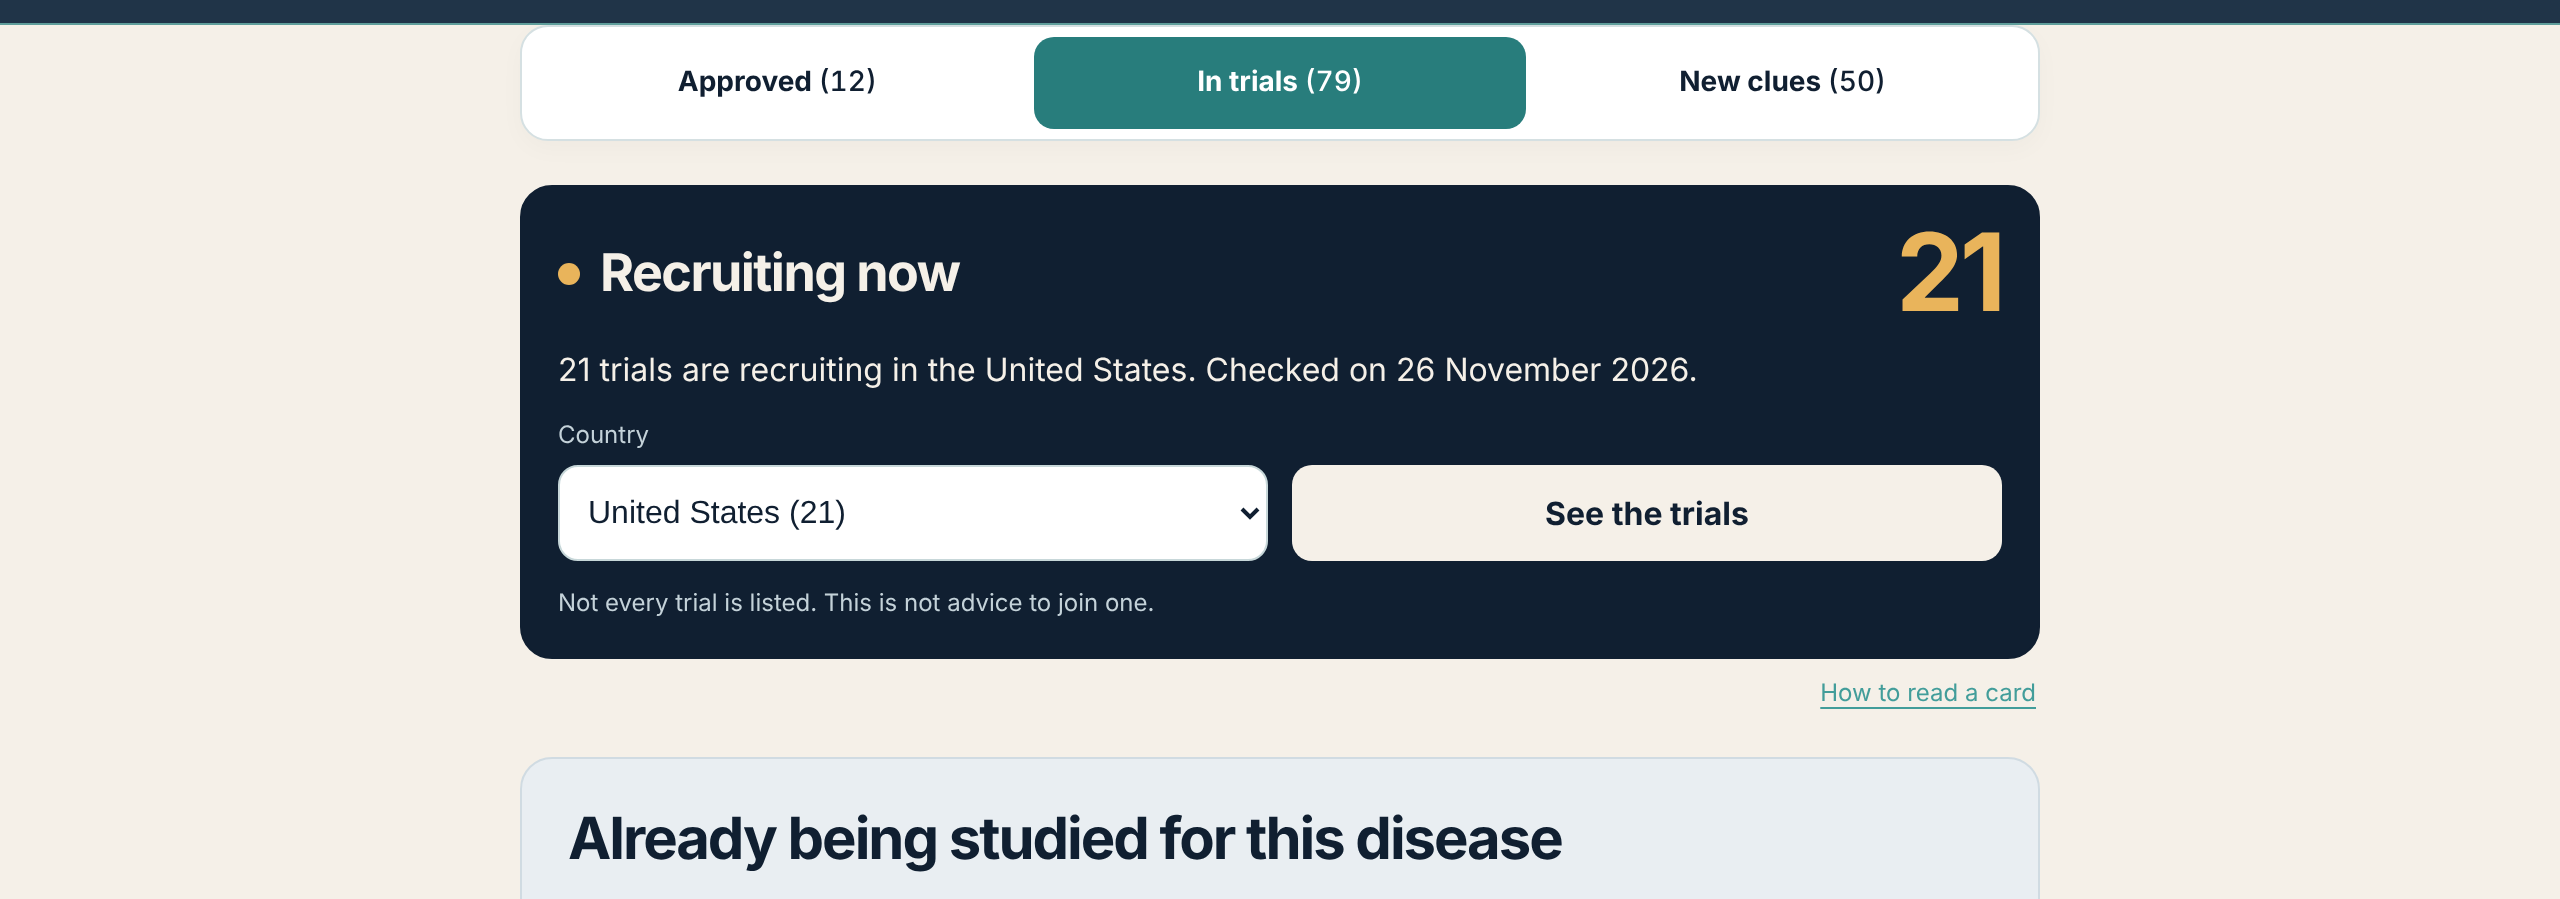 Approved (12)
In trials (79)
New clues (50)
Recruiting now
21
21 trials are recruiting in the United States. Checked on 26 November 2026.
Country
United States (21)
See the trials
Not every trial is listed. This is not advice to join one.
How to read a card
Already being studied for this disease